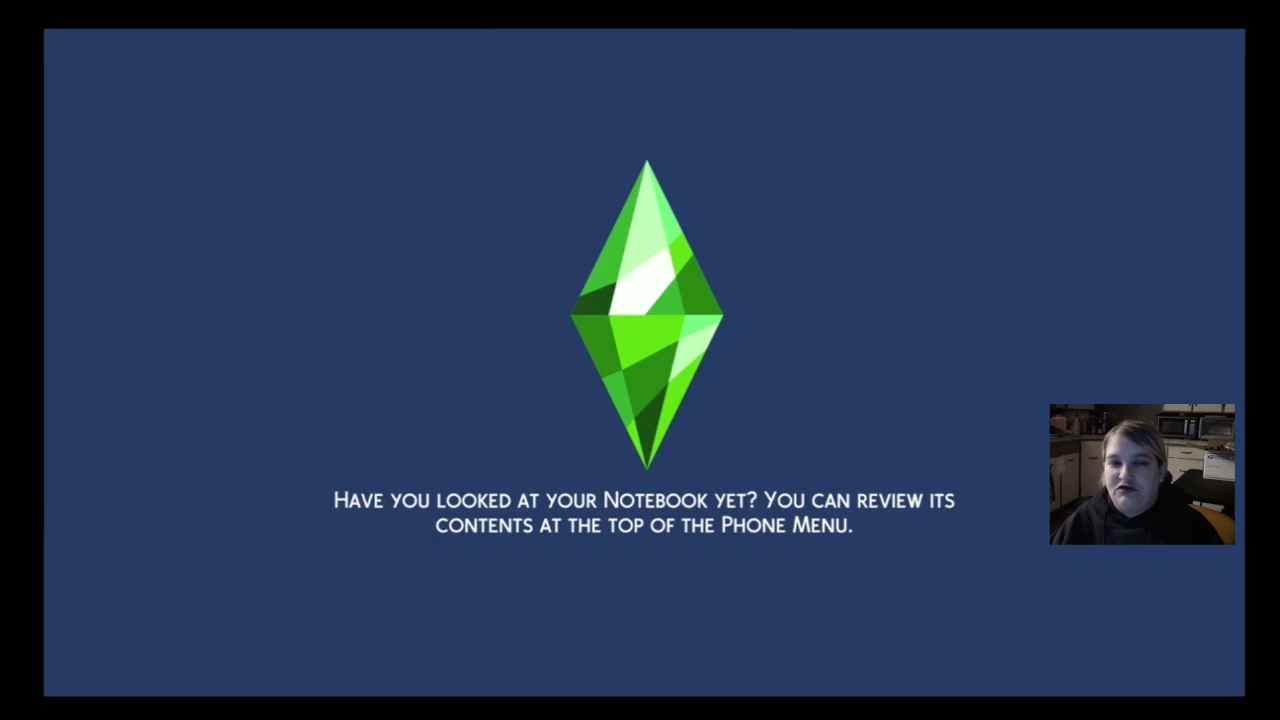 Have you looked at your Notebook yet? You can review its
contents at the top of the Phone Menu.